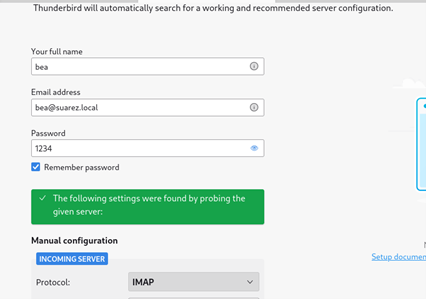 Thunderbird will automatically search for a working and recommended server configuration.
Your full name
bea
Email address
bea@suarez.local
Password
1234
Remember password
The following settings were found by probing the
given server:
Manual configuration
INCOMING SERVER
Protocol:
IMAP
Setup documen